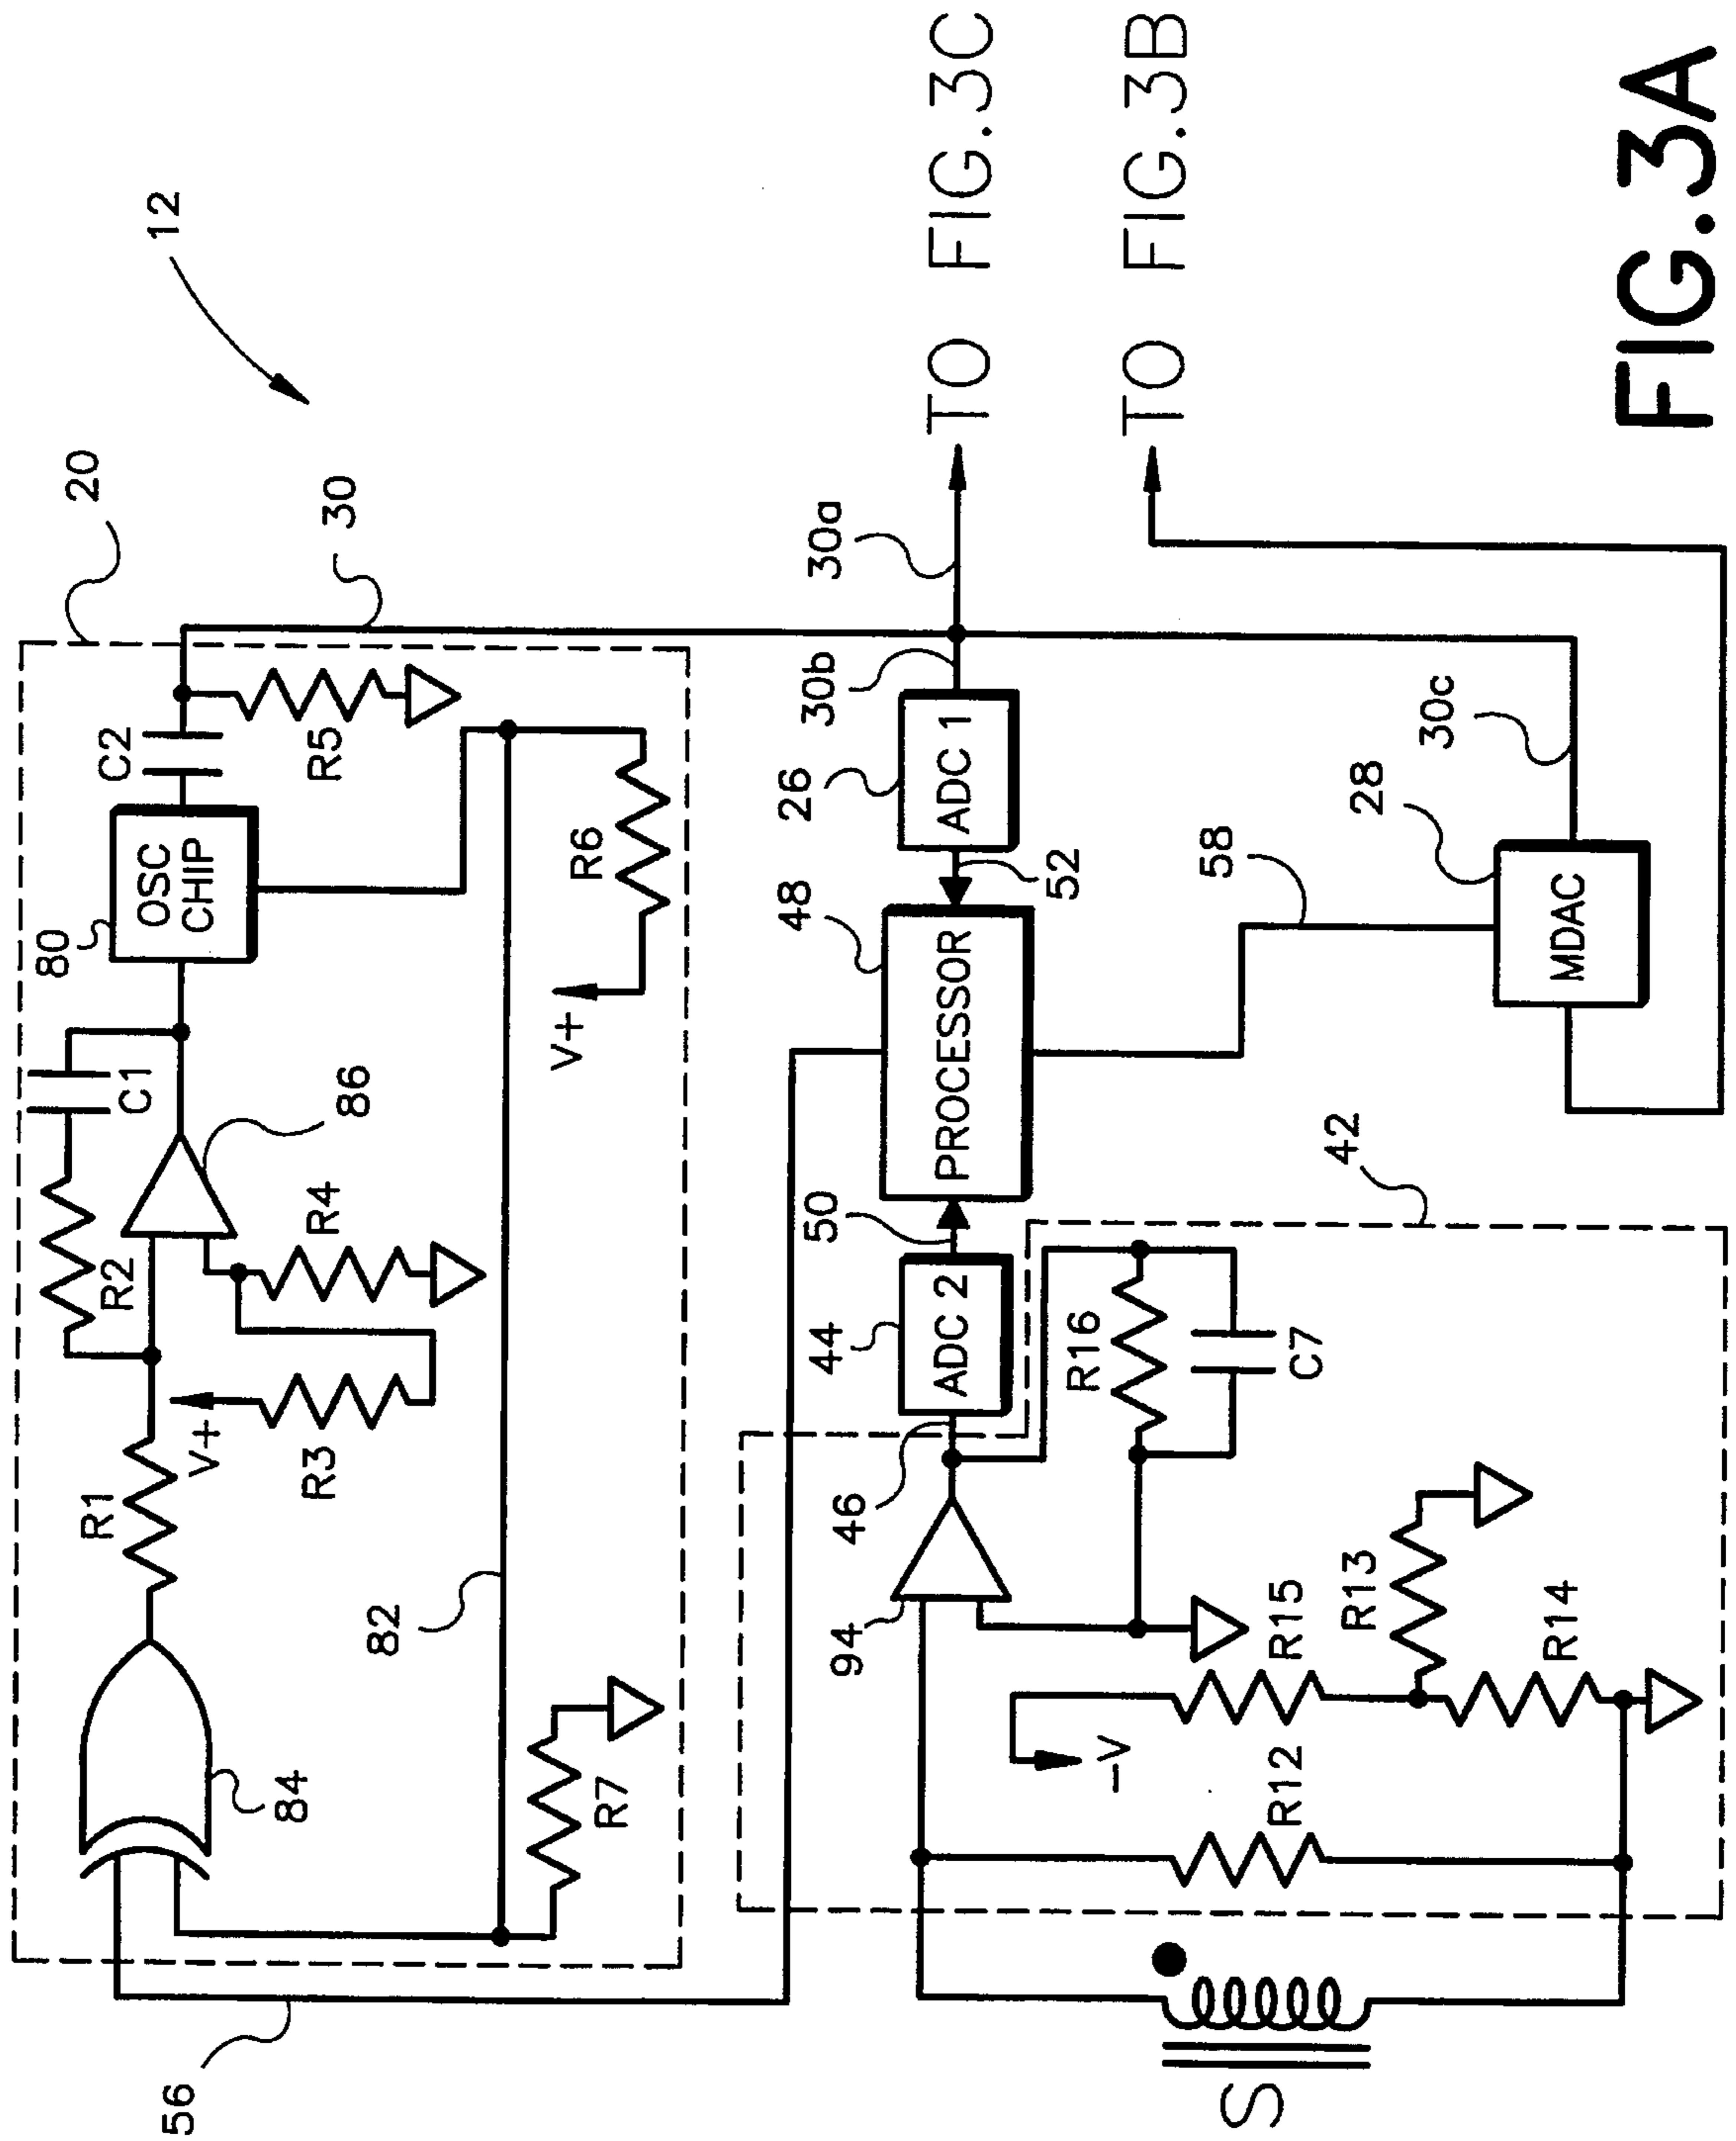 12
20
30
C2
R5
OSC
CHIP
80
C1
86
R2
R4
R1
V+
R3
R6
V+
82
84
R7
56
TO FIG.3C
30a
30b
ADC 1
26
52
48
PROCESSOR
50
ADC 2
44
46
94
58
30c
28
MDAC
TO FIG.3B
42
R16
C7
R15
R13
R14
-V
R12
S
FIG.3A